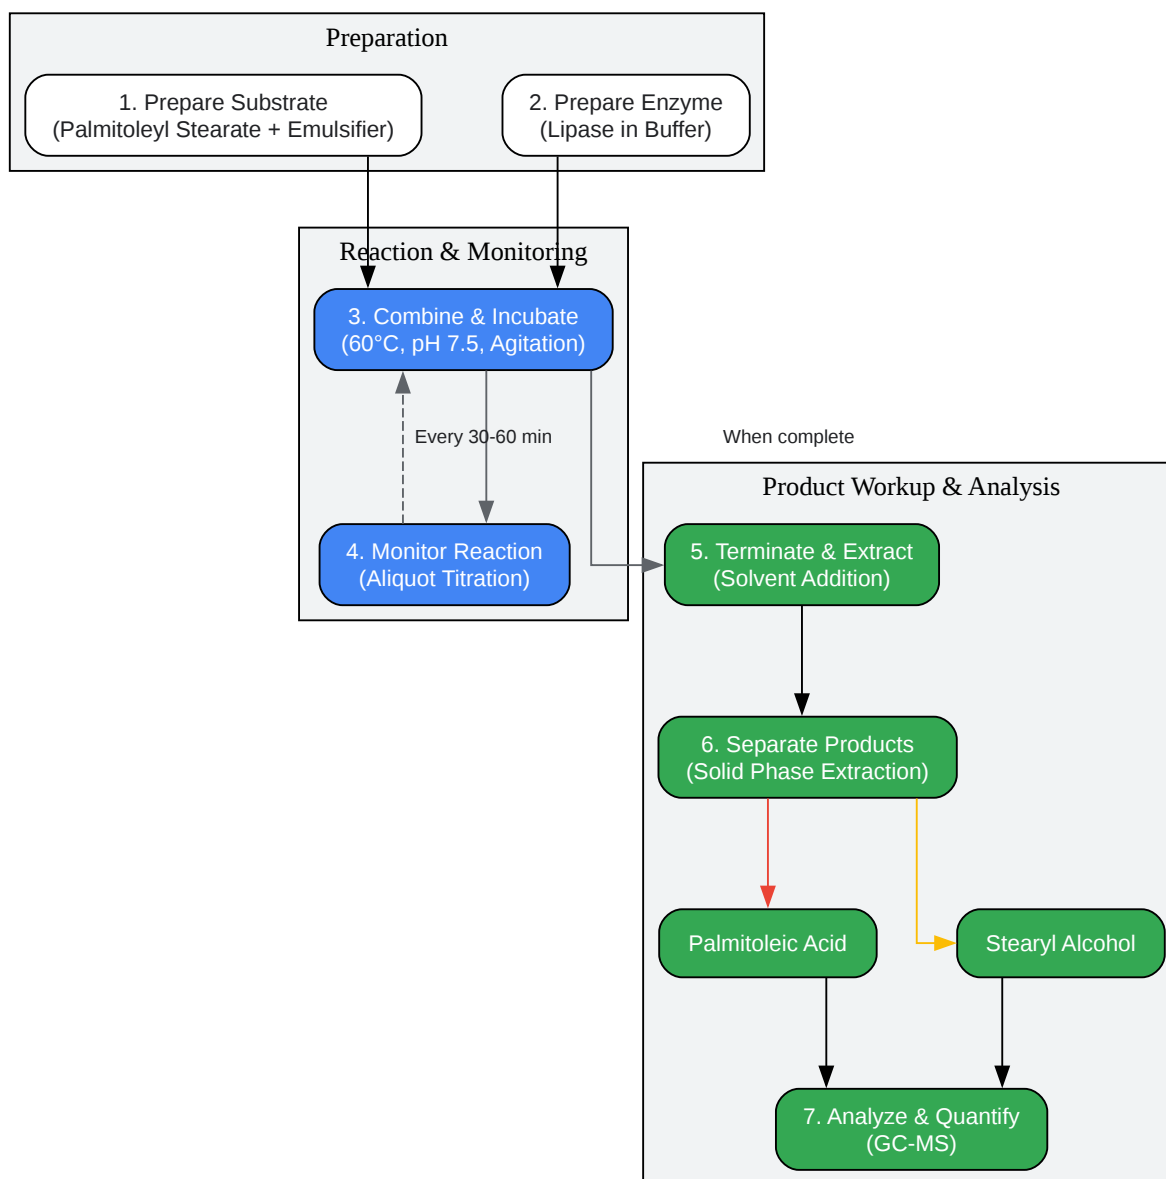 Preparation
1. Prepare Substrate
(Palmitoleyl Stearate + Emulsifier)
2. Prepare Enzyme
(Lipase in Buffer)
Reaction & Monitoring
3. Combine & Incubate
(60°C, pH 7.5, Agitation)
Every 30-60 min
When complete
4. Monitor Reaction
(Aliquot Titration)
Product Workup & Analysis
5. Terminate & Extract
(Solvent Addition)
6. Separate Products
(Solid Phase Extraction)
Palmitoleic Acid
Stearyl Alcohol
7. Analyze & Quantify
(GC-MS)